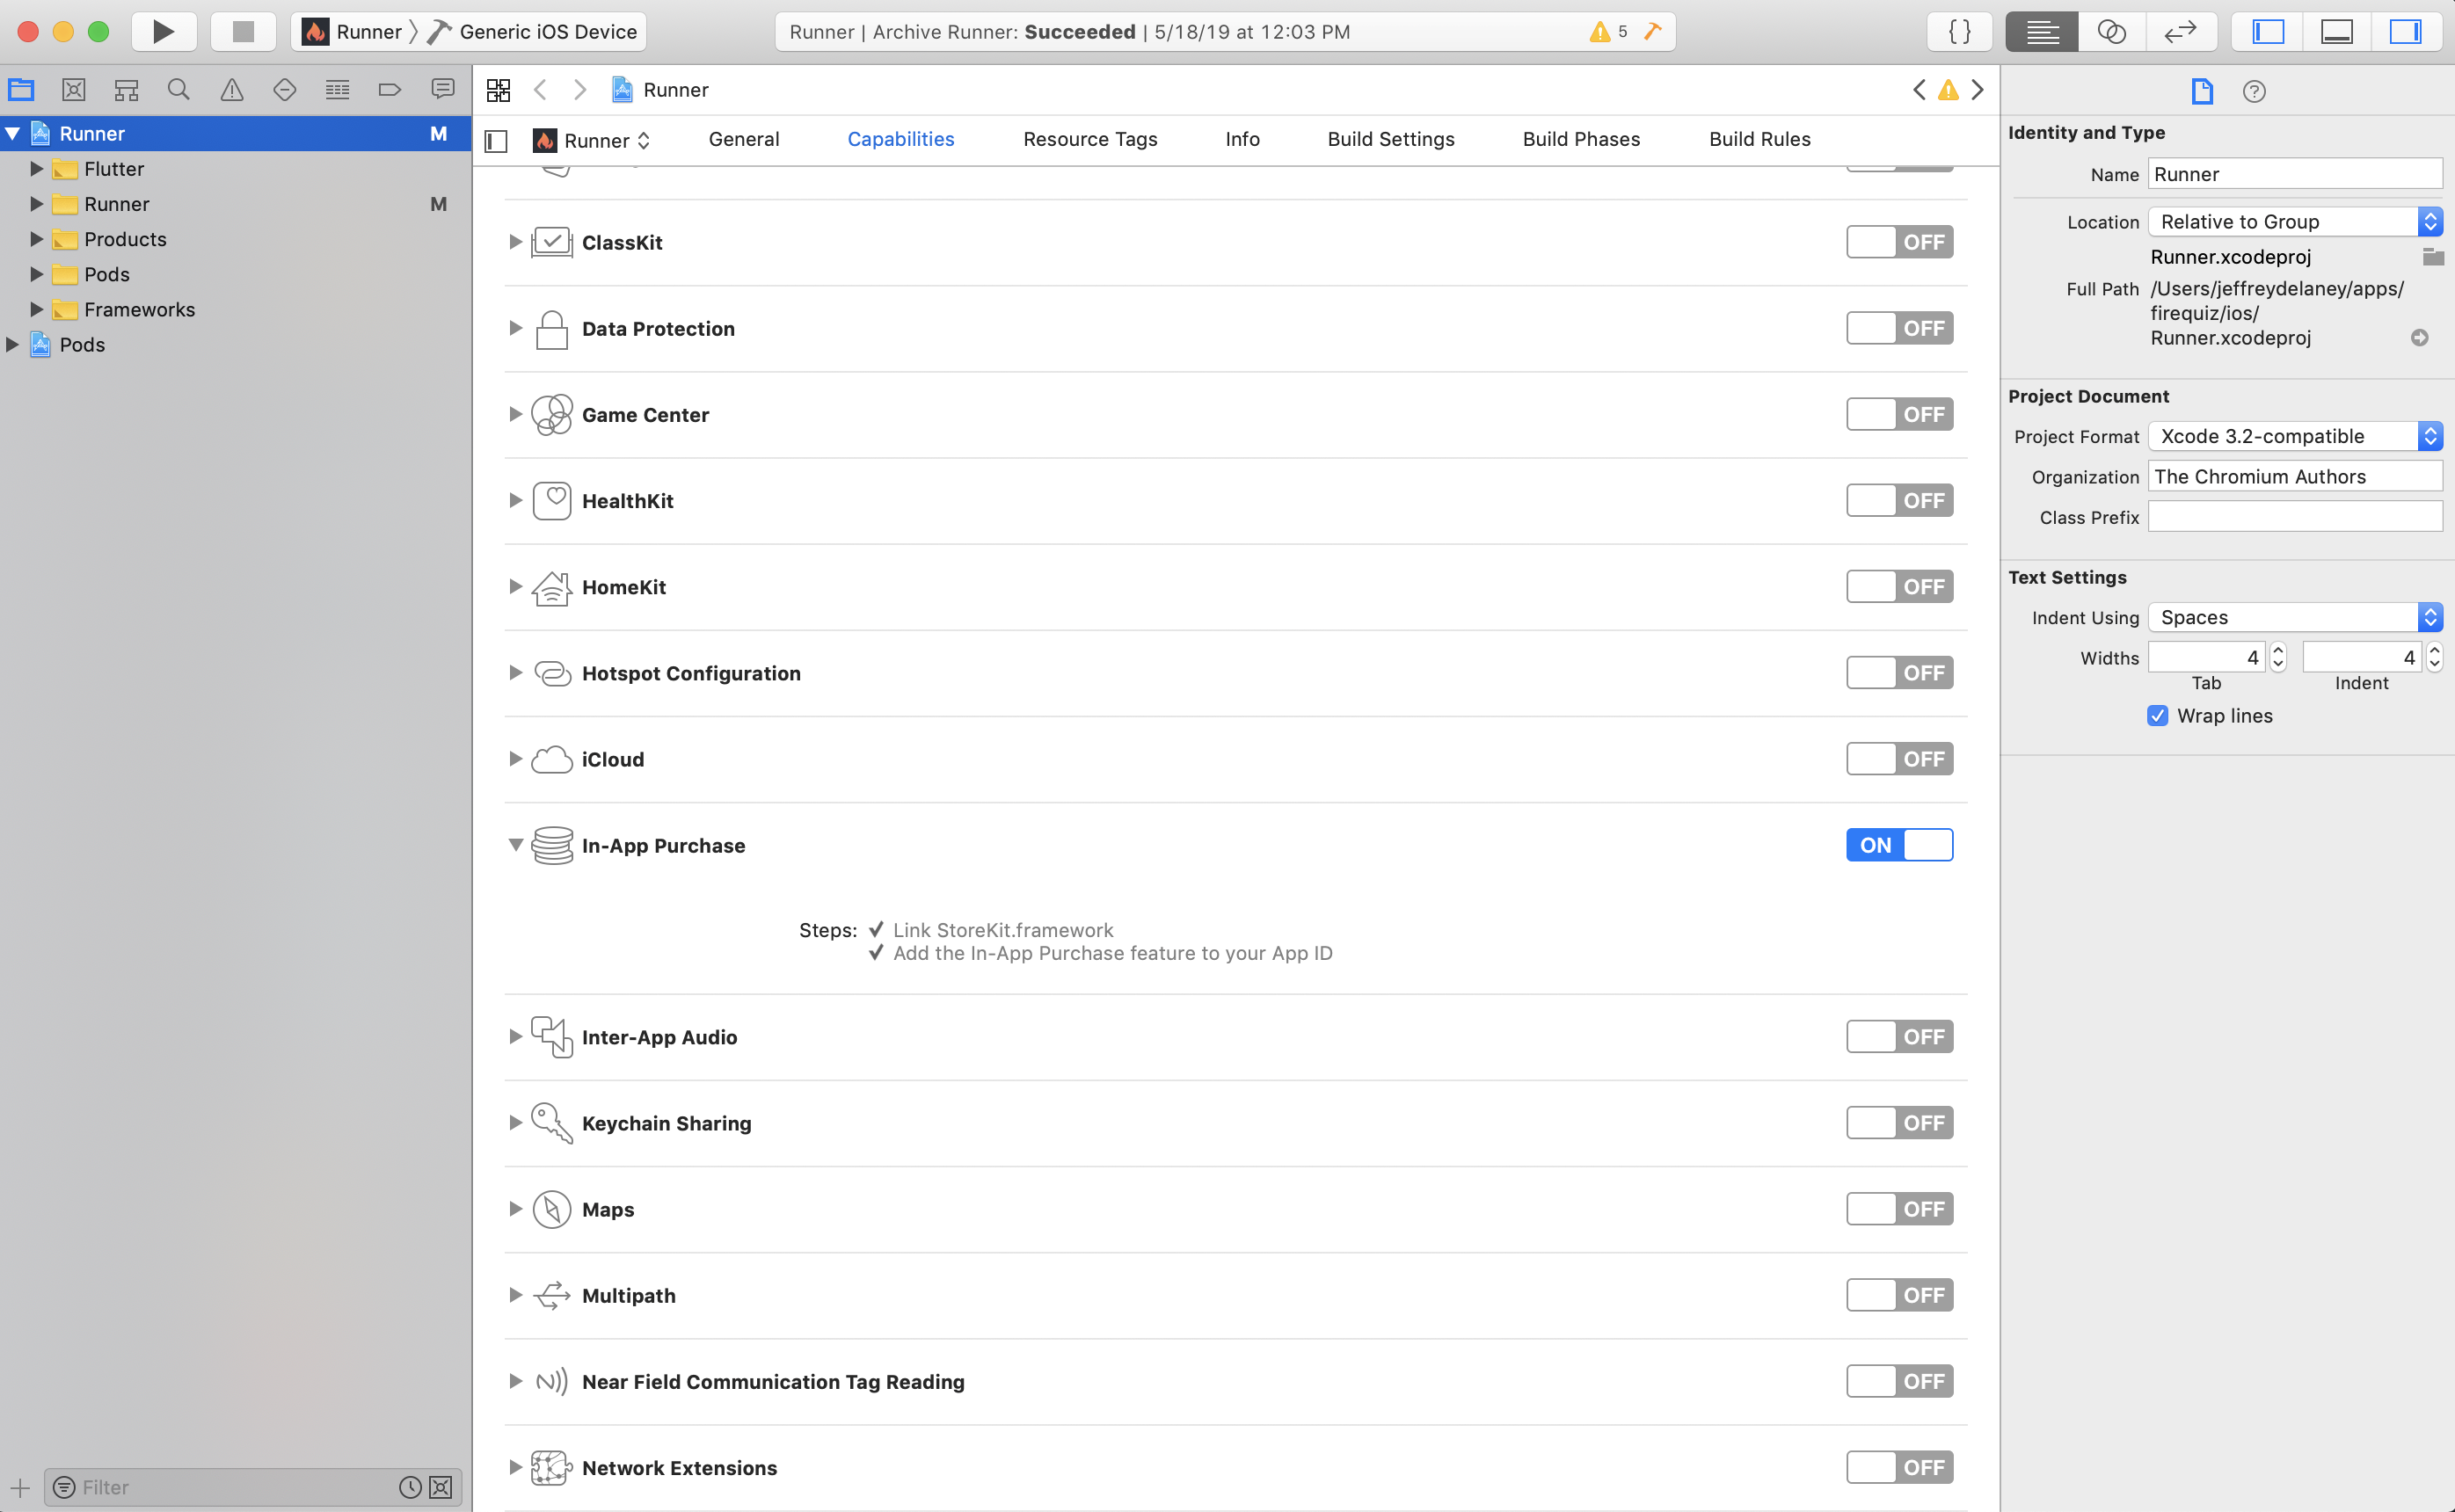 Runner 〉 Generic iOS Device
Runner | Archive Runner: Succeeded | 5/18/19 at 12:03 PM
5
{ }
Runner
Runner M
Flutter
Runner M
Products
Pods
Frameworks
Pods
Filter
Runner
General
Capabilities
Resource Tags
Info
Build Settings
Build Phases
Build Rules
ClassKit OFF
Data Protection OFF
Game Center OFF
HealthKit OFF
HomeKit OFF
Hotspot Configuration OFF
iCloud OFF
In-App Purchase ON
Steps: ✓ Link StoreKit.framework
✓ Add the In-App Purchase feature to your App ID
Inter-App Audio OFF
Keychain Sharing OFF
Maps OFF
Multipath OFF
Near Field Communication Tag Reading OFF
Network Extensions OFF
Identity and Type
Name Runner
Location Relative to Group
Runner.xcodeproj
Full Path /Users/jeffreydelaney/apps/
firequiz/ios/
Runner.xcodeproj
Project Document
Project Format Xcode 3.2-compatible
Organization The Chromium Authors
Class Prefix
Text Settings
Indent Using Spaces
Widths 4 4
Tab Indent
Wrap lines